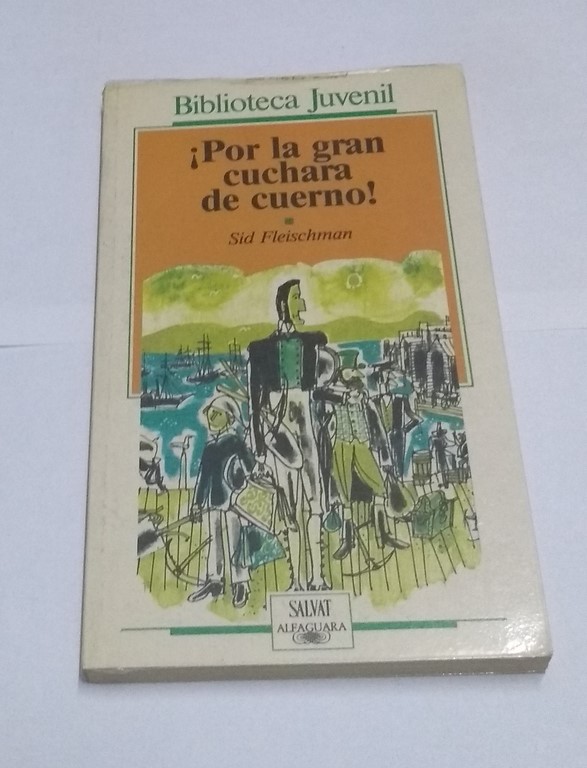 Biblioteca Juvenil
¡Por la gran
cuchara
de cuerno!
Sid Fleischman
SALVAT
ALFAGUARA